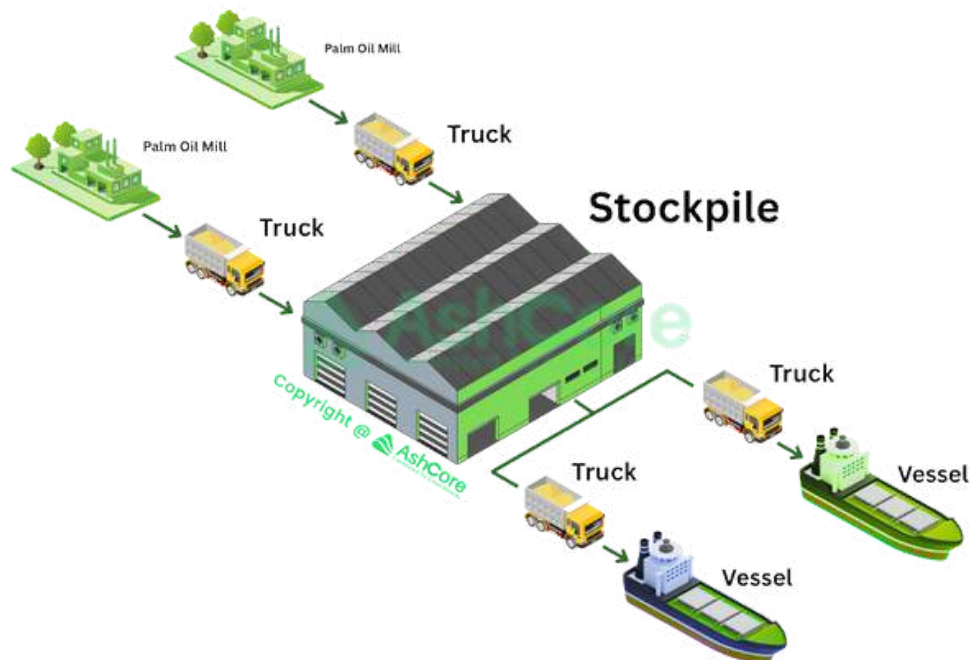 Palm Oil Mill
Truck
Palm Oil Mill
Truck
Stockpile
AshCore
Copyright @ AshCore
Truck
Vessel
Truck
Vessel